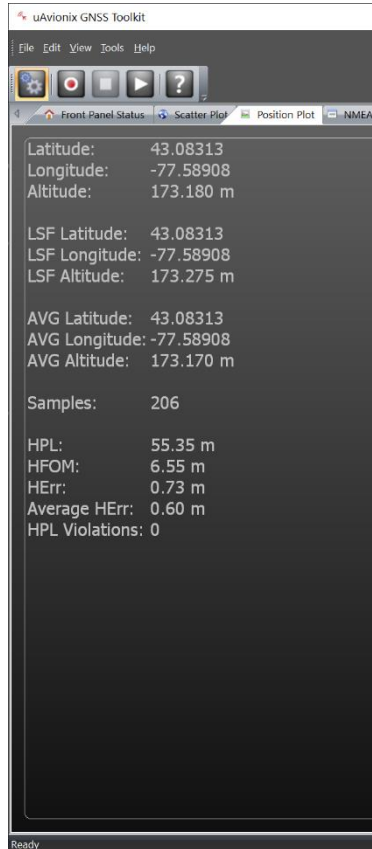 uAvionix GNSS Toolkit
File Edit View Tools Help
Front Panel Status Scatter Plot Position Plot NMEA
Latitude: 43.08313
Longitude: -77.58908
Altitude: 173.180 m
LSF Latitude: 43.08313
LSF Longitude: -77.58908
LSF Altitude: 173.275 m
AVG Latitude: 43.08313
AVG Longitude: -77.58908
AVG Altitude: 173.170 m
Samples: 206
HPL: 55.35 m
HFOM: 6.55 m
HErr: 0.73 m
Average HErr: 0.60 m
HPL Violations: 0
Ready